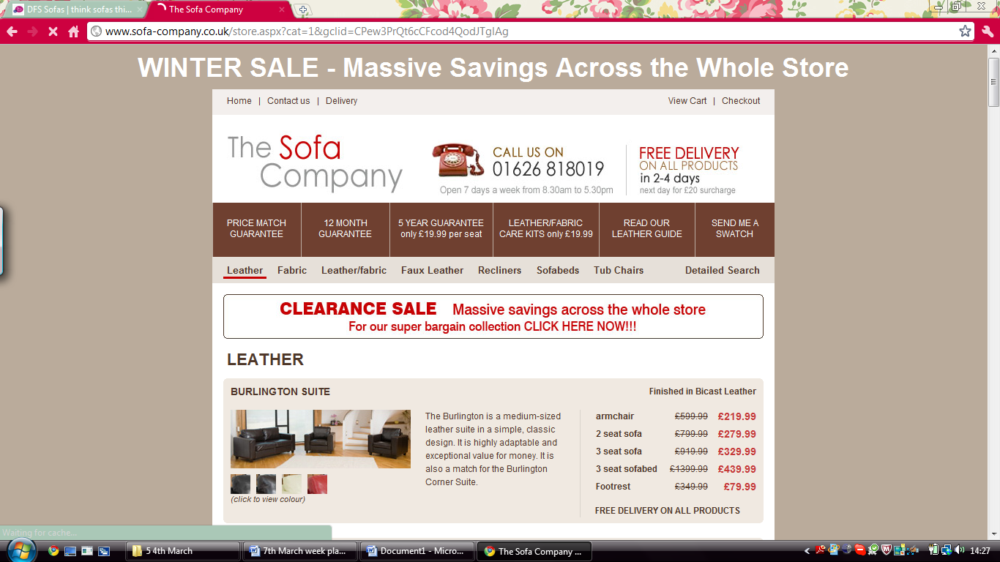 DFS Sofas | think sofas thi...
The Sofa Company
www.sofa-company.co.uk/store.aspx?cat=1&gclid=CPew3PrQt6cCFcod4QodJTglAg
WINTER SALE - Massive Savings Across the Whole Store
Home | Contact us | Delivery
View Cart | Checkout
The Sofa
Company
CALL US ON
01626 818019
Open 7 days a week from 8.30am to 5.30pm
FREE DELIVERY
ON ALL PRODUCTS
in 2-4 days
next day for £20 surcharge
PRICE MATCH
GUARANTEE
12 MONTH
GUARANTEE
5 YEAR GUARANTEE
only £19.99 per seat
LEATHER/FABRIC
CARE KITS only £19.99
READ OUR
LEATHER GUIDE
SEND ME A
SWATCH
Leather Fabric Leather/fabric Faux Leather Recliners Sofabeds Tub Chairs Detailed Search
CLEARANCE SALE Massive savings across the whole store
For our super bargain collection CLICK HERE NOW!!!
LEATHER
BURLINGTON SUITE
Finished in Bicast Leather
The Burlington is a medium-sized
leather suite in a simple, classic
design. It is highly adaptable and
exceptional value for money. It is
also a match for the Burlington
Corner Suite.
(click to view colour)
armchair £599.99 £219.99
2 seat sofa £799.99 £279.99
3 seat sofa £919.99 £329.99
3 seat sofabed £1399.99 £439.99
Footrest £349.99 £79.99
FREE DELIVERY ON ALL PRODUCTS
Waiting for cache...
5 4th March
7th March week pla...
Document1 - Micro...
The Sofa Company ...
14:27